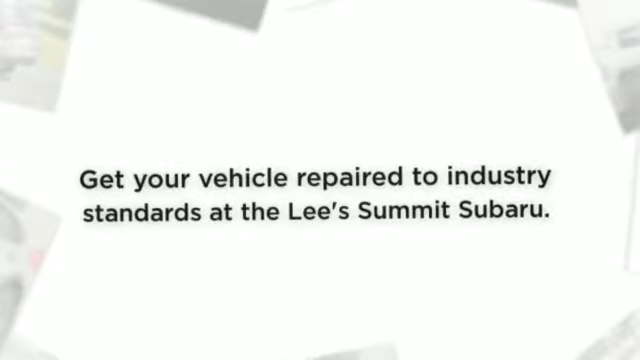 Get your vehicle repaired to industry
standards at the Lee's Summit Subaru.